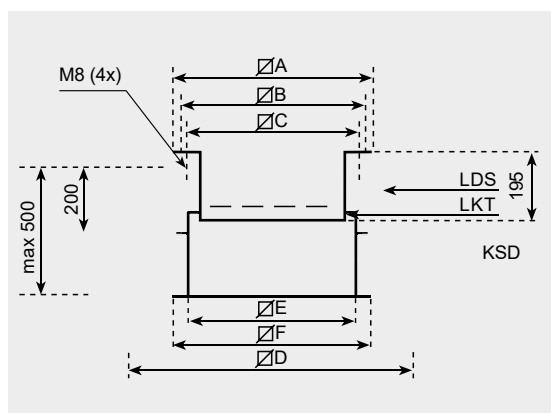 ⍁A
M8 (4x)
⍁B
⍁C
LDS
195
200
LKT
max 500
KSD
⍁E
⍁F
⍁D